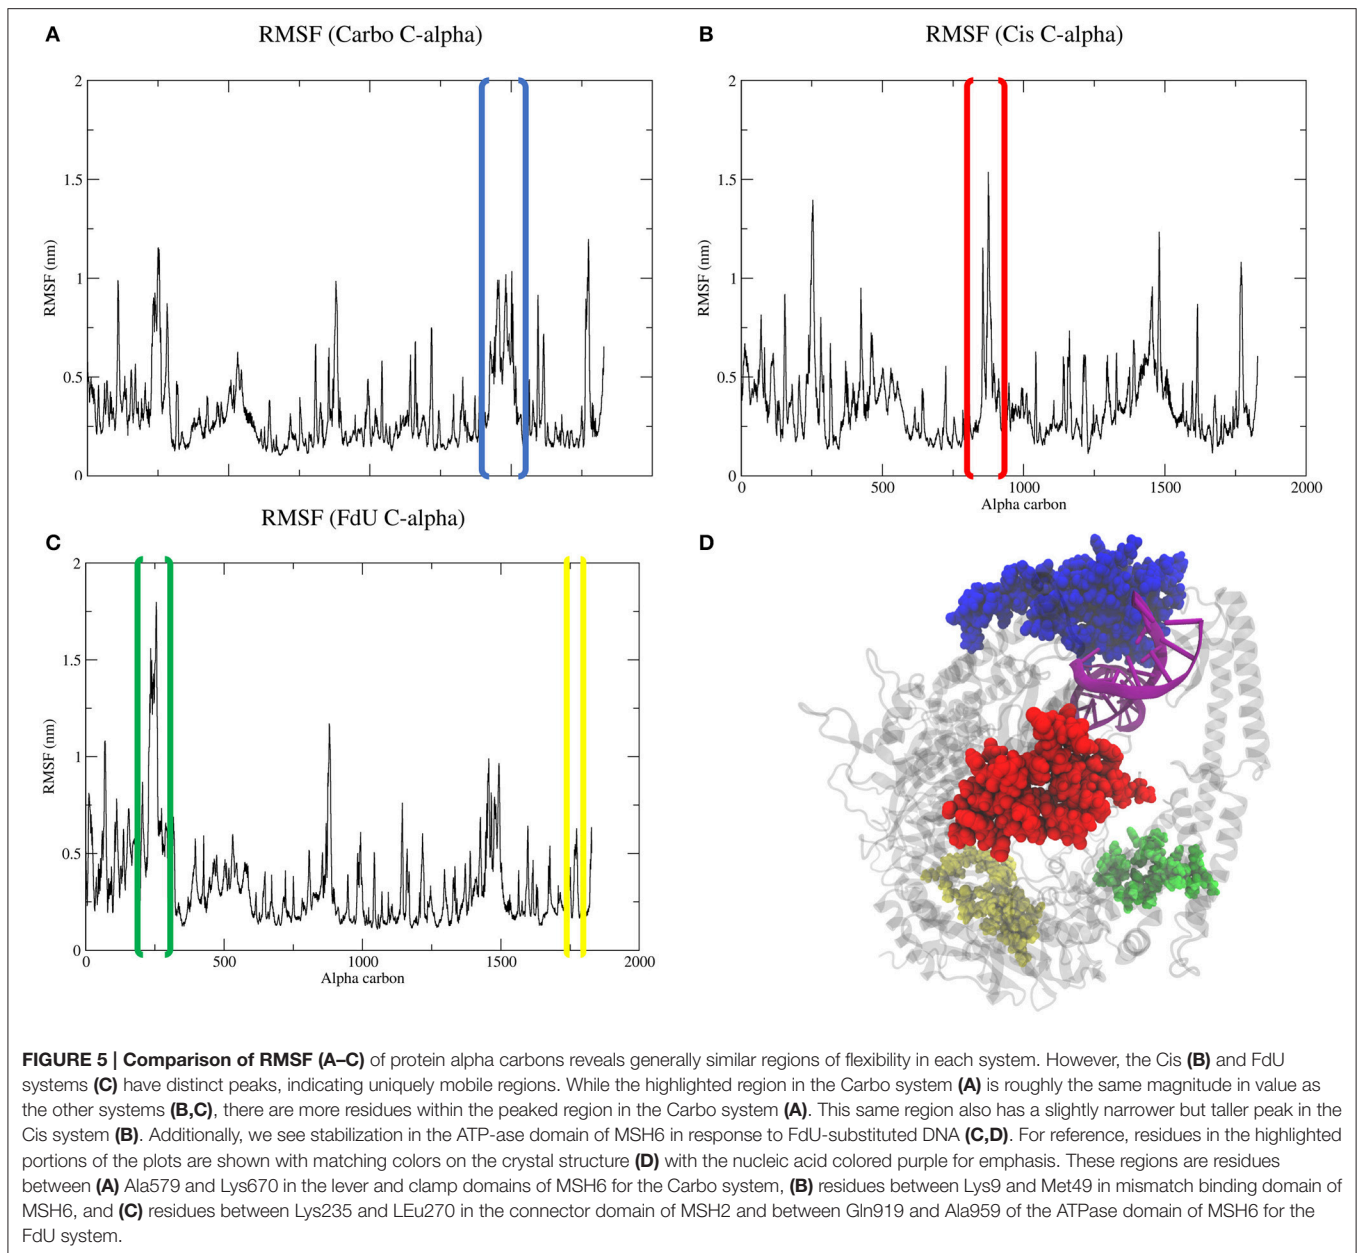 A
RMSF (Carbo C-alpha)
2
1.5
1
0.5
0
RMSF (nm)
B
RMSF (Cis C-alpha)
2
1.5
1
0.5
0
RMSF (nm)
0 500 1000 1500 2000
Alpha carbon
C
RMSF (FdU C-alpha)
2
1.5
1
0.5
0
RMSF (nm)
0 500 1000 1500 2000
Alpha carbon
D
FIGURE 5 | Comparison of RMSF (A–C) of protein alpha carbons reveals generally similar regions of flexibility in each system. However, the Cis (B) and FdU
systems (C) have distinct peaks, indicating uniquely mobile regions. While the highlighted region in the Carbo system (A) is roughly the same magnitude in value as
the other systems (B,C), there are more residues within the peaked region in the Carbo system (A). This same region also has a slightly narrower but taller peak in the
Cis system (B). Additionally, we see stabilization in the ATP-ase domain of MSH6 in response to FdU-substituted DNA (C,D). For reference, residues in the highlighted
portions of the plots are shown with matching colors on the crystal structure (D) with the nucleic acid colored purple for emphasis. These regions are residues
between (A) Ala579 and Lys670 in the lever and clamp domains of MSH6 for the Carbo system, (B) residues between Lys9 and Met49 in mismatch binding domain of
MSH6, and (C) residues between Lys235 and LEu270 in the connector domain of MSH2 and between Gln919 and Ala959 of the ATPase domain of MSH6 for the
FdU system.